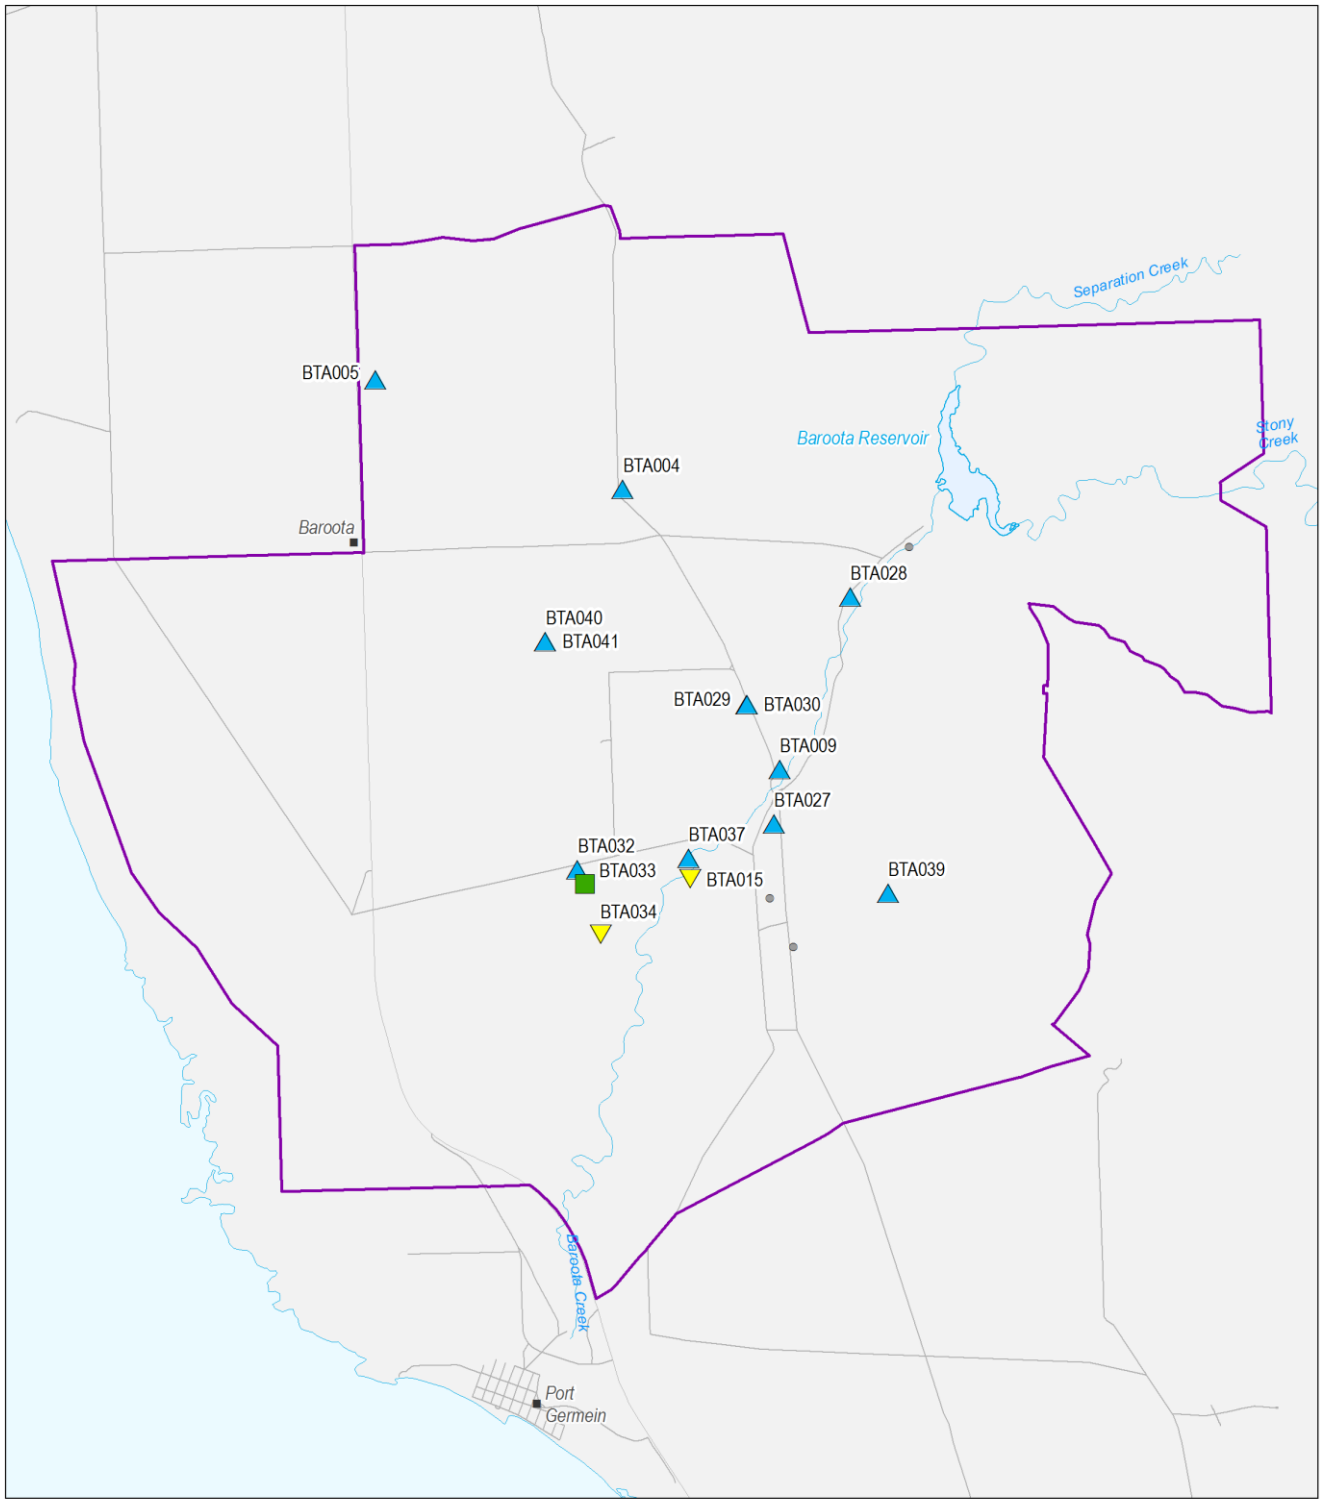 Separation Creek
BTA005
Stony
Creek
Baroota Reservoir
BTA004
Baroota
BTA028
BTA040
BTA041
BTA029
BTA030
BTA009
BTA027
BTA037
BTA032
BTA033
BTA039
BTA015
BTA034
Baroota Creek
Port
Germein